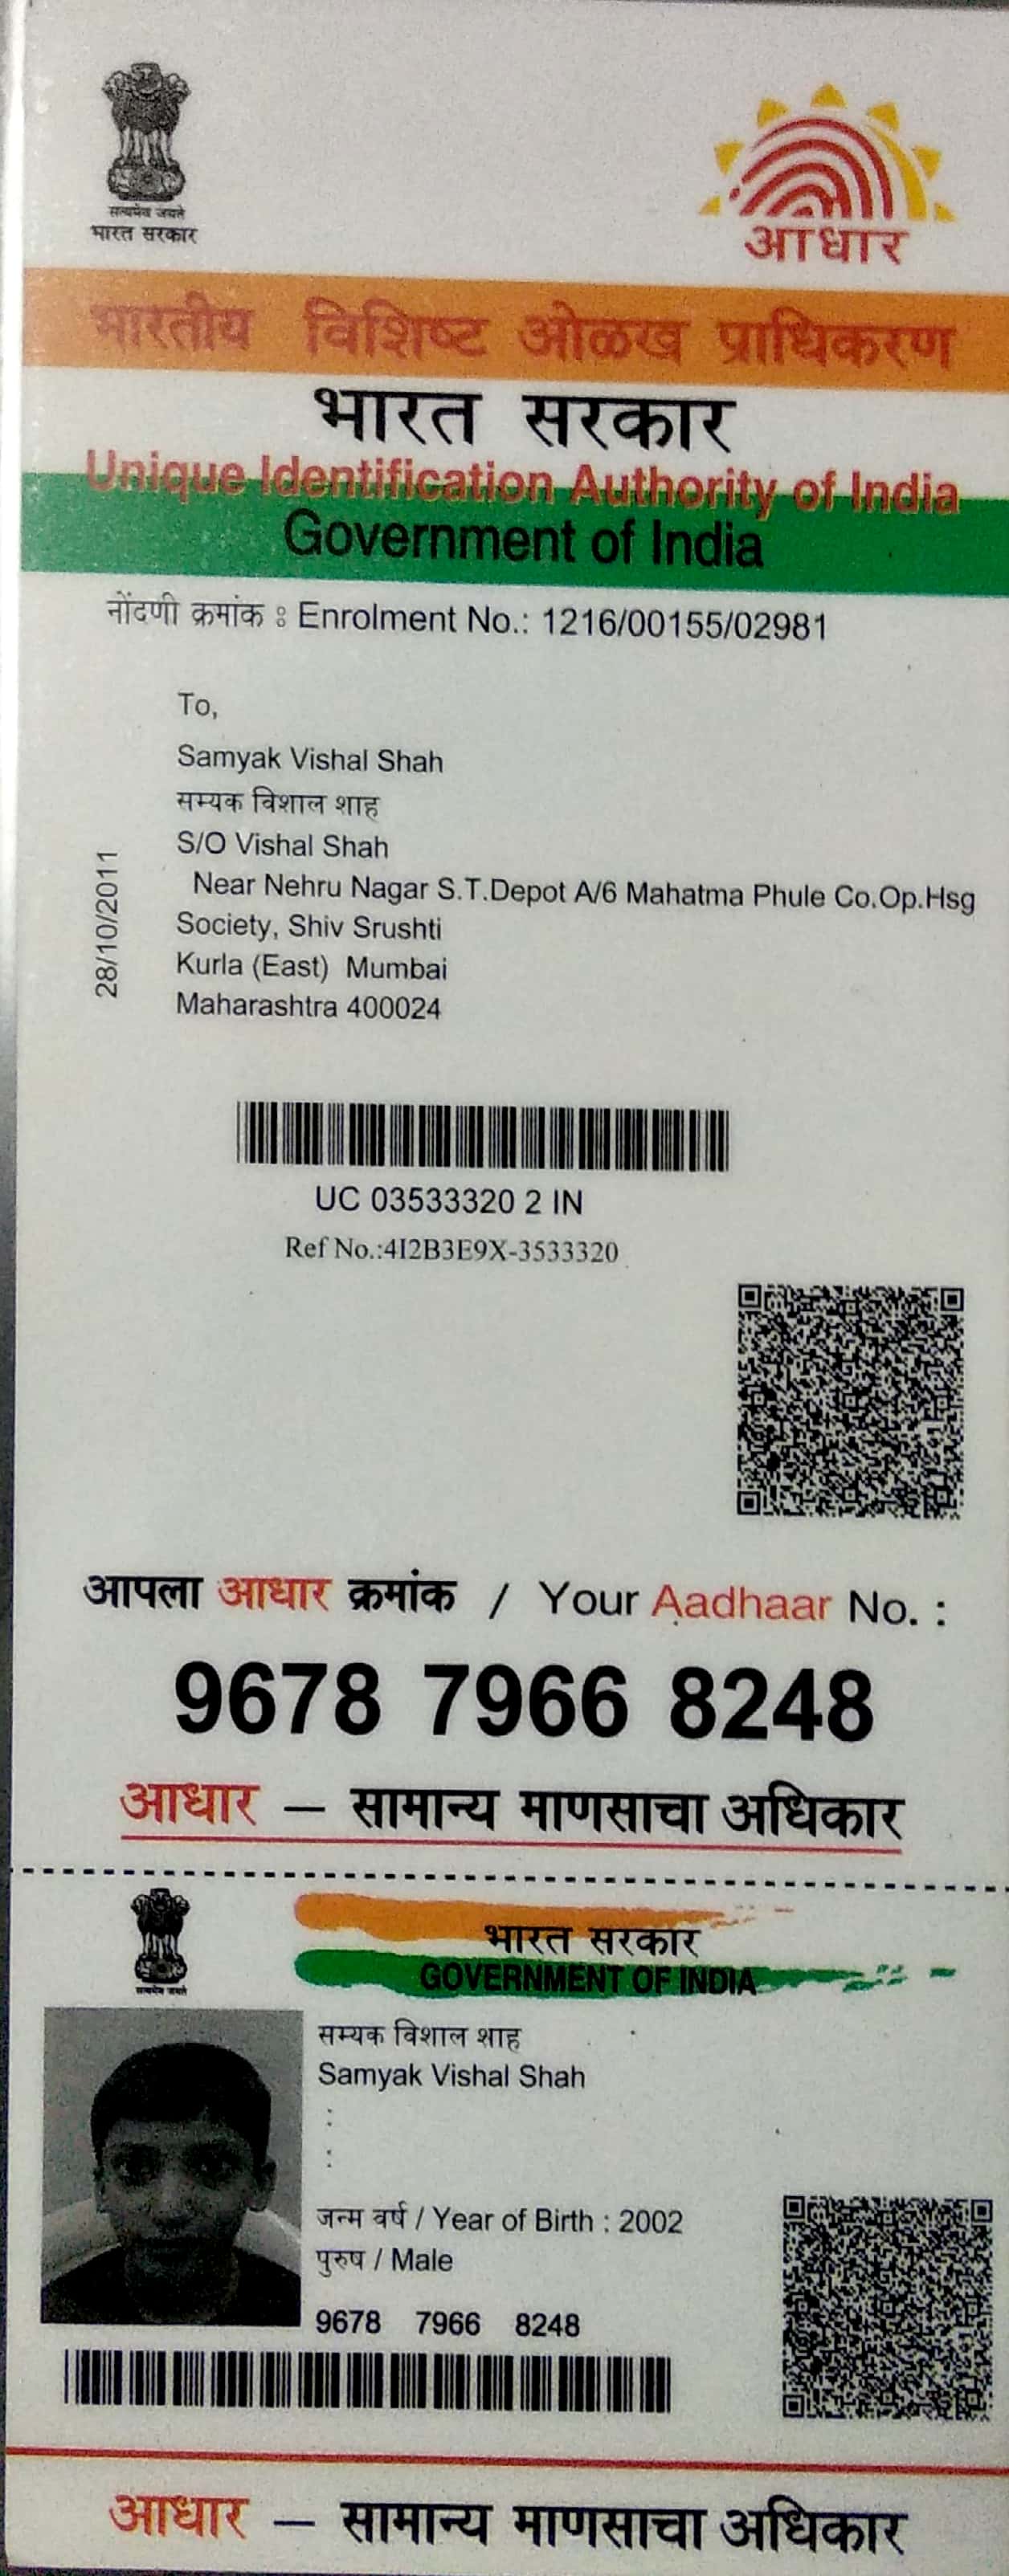 सत्यमेव जयते
भारत सरकार
आधार
भारतीय विशिष्ट ओळख प्राधिकरण
भारत सरकार
Unique Identification Authority of India
Government of India
नोंदणी क्रमांक : Enrolment No.: 1216/00155/02981
To,
Samyak Vishal Shah
सम्यक विशाल शाह
S/O Vishal Shah
Near Nehru Nagar S.T.Depot A/6 Mahatma Phule Co.Op.Hsg
Society, Shiv Srushti
Kurla (East) Mumbai
Maharashtra 400024
28/10/2011
UC 03533320 2 IN
Ref No.:4I2B3E9X-3533320
आपला आधार क्रमांक / Your Aadhaar No. :
9678 7966 8248
आधार – सामान्य माणसाचा अधिकार
सत्यमेव जयते
भारत सरकार
GOVERNMENT OF INDIA
सम्यक विशाल शाह
Samyak Vishal Shah
:
:
जन्म वर्ष / Year of Birth : 2002
पुरुष / Male
9678 7966 8248
आधार – सामान्य माणसाचा अधिकार